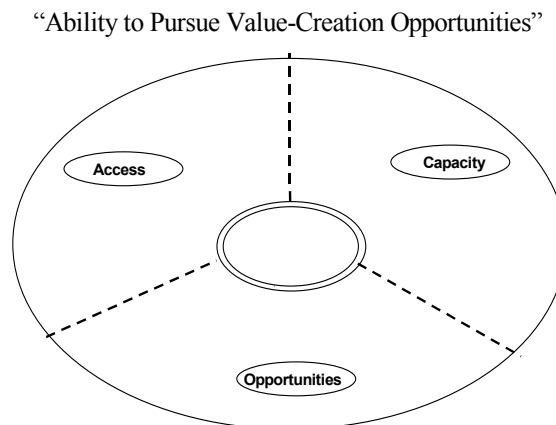 “Ability to Pursue Value-Creation Opportunities”
Access
Capacity
Opportunities